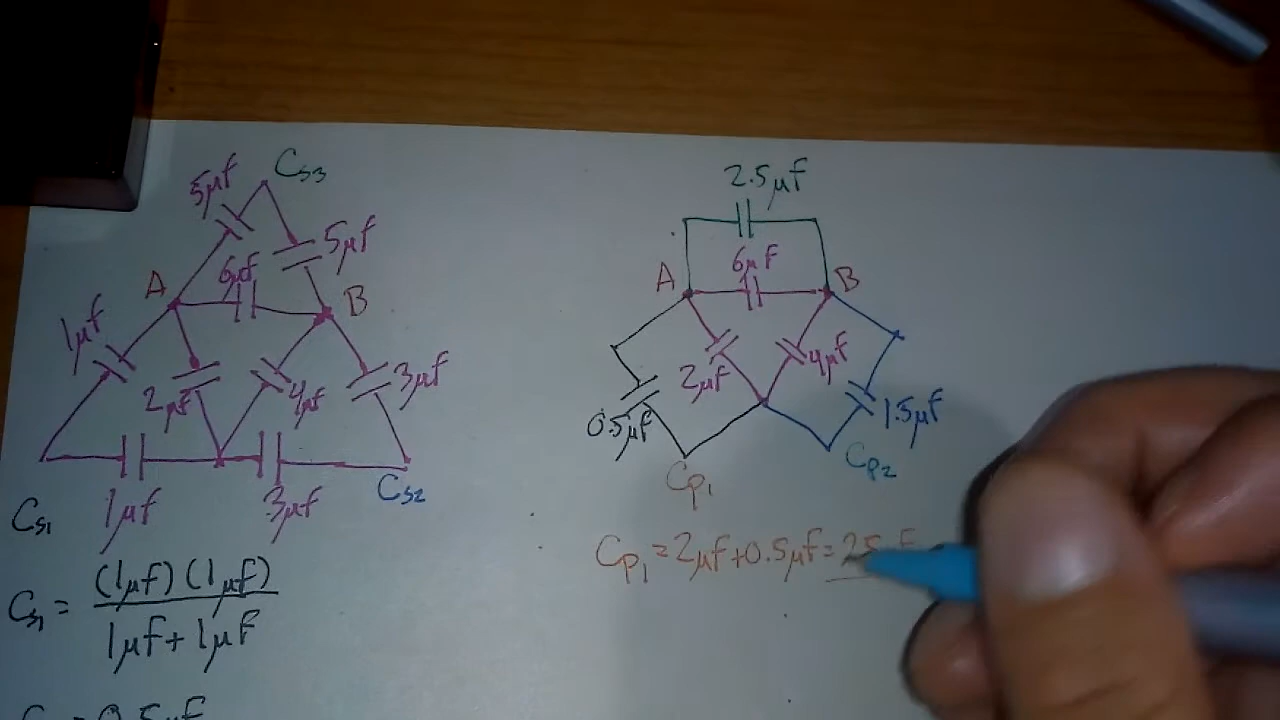 Cs3
5μf
5μf
6μf
A
B
1μf
2μf
4μf
3μf
1μf
3μf
Cs1
Cs2
Cs1 = (1μf)(1μf)
1μf + 1μf
2.5μf
6μF
A
B
2μf
4μf
0.5μf
1.5μf
Cp1
Cp2
Cp1 = 2μf + 0.5μf =